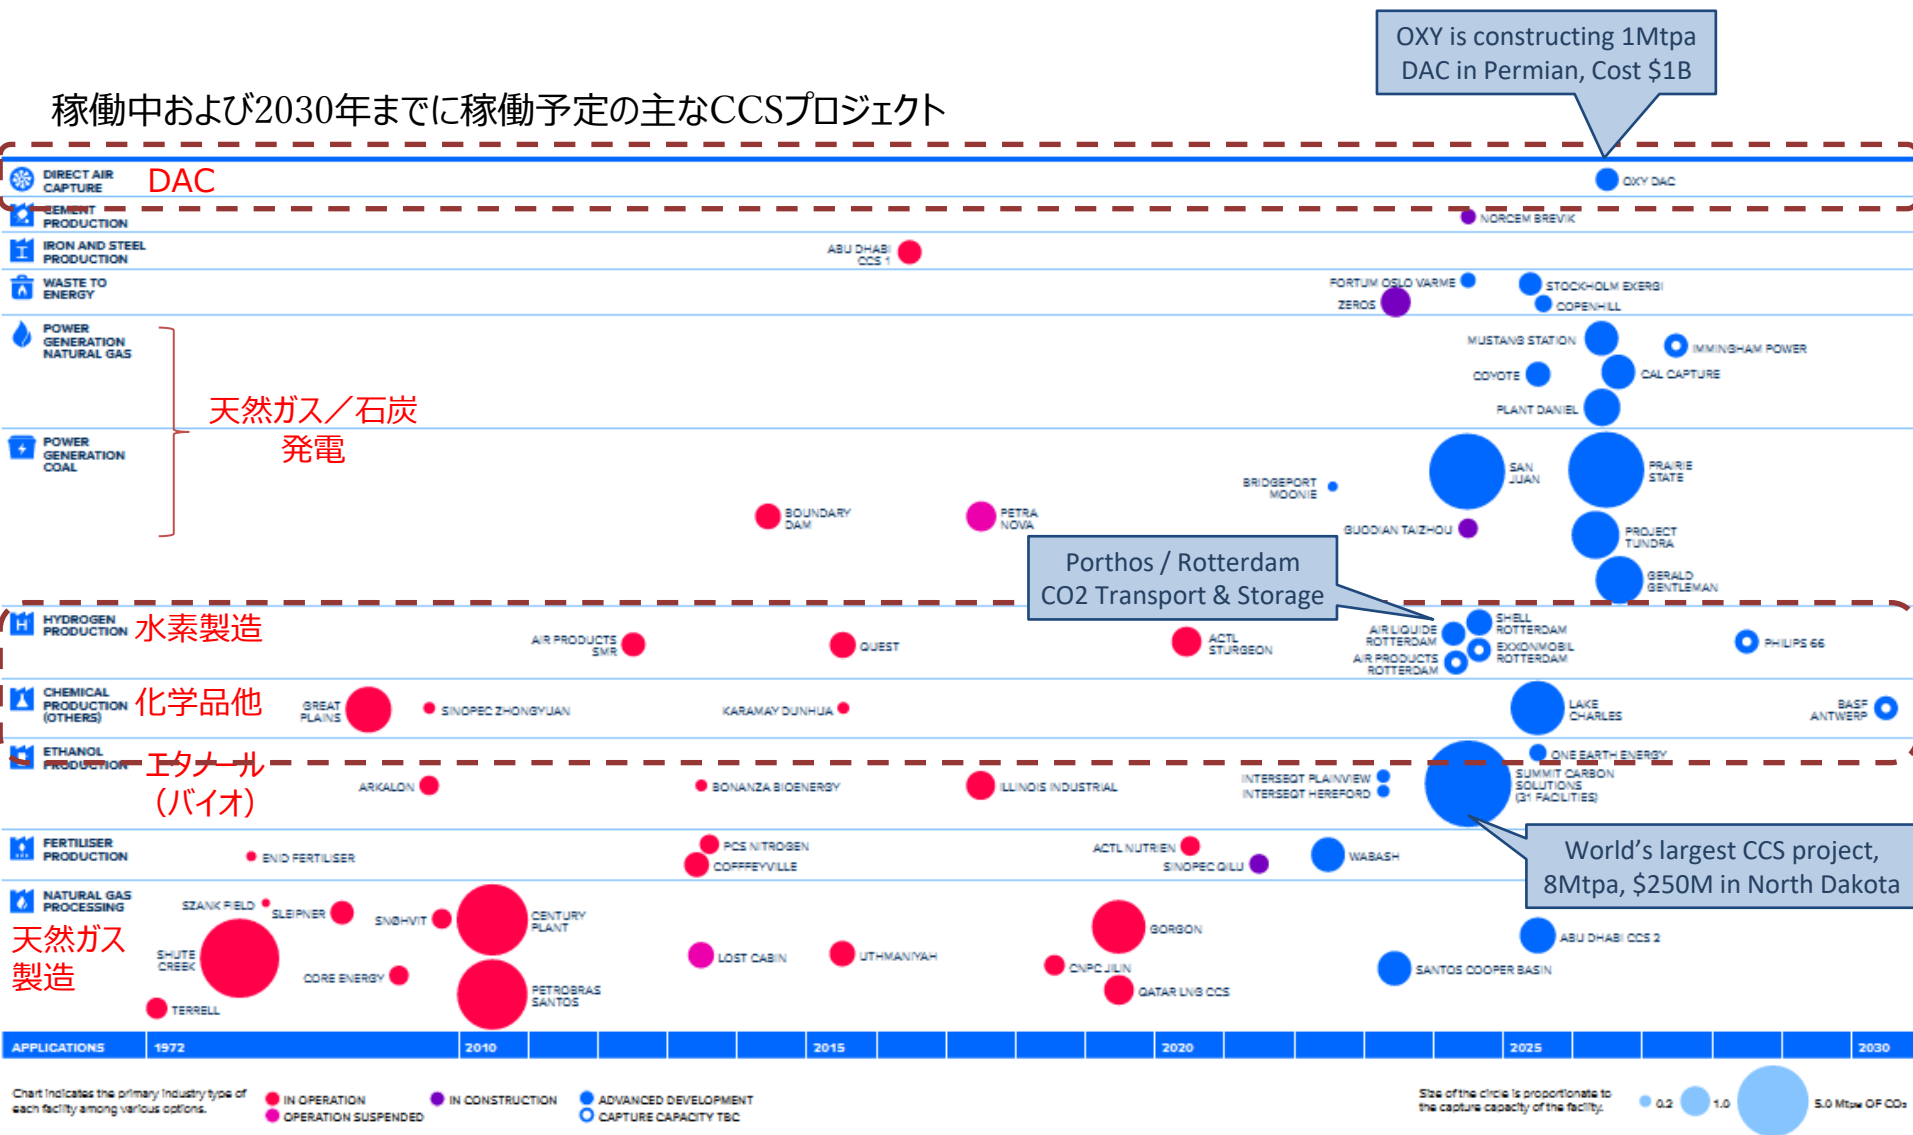 OXY is constructing 1Mtpa
DAC in Permian, Cost $1B
稼働中および2030年までに稼働予定の主なCCSプロジェクト
DIRECT AIR
CAPTURE
DAC
OXY DAC
CEMENT
PRODUCTION
NORCEM BREVIK
IRON AND STEEL
PRODUCTION
ABU DHABI
CCS 1
WASTE TO
ENERGY
FORTUM OSLO VARME
ZEROS
STOCKHOLM EXERGI
COPENHILL
POWER
GENERATION
NATURAL GAS
MUSTANG STATION
IMMINGHAM POWER
COYOTE
CAL CAPTURE
PLANT DANIEL
天然ガス／石炭
発電
POWER
GENERATION
COAL
BOUNDARY
DAM
PETRA
NOVA
BRIDGEPORT
MOONIE
GUODIAN TAIZHOU
SAN
JUAN
PRAIRIE
STATE
PROJECT
TUNDRA
GERALD
GENTLEMAN
Porthos / Rotterdam
CO2 Transport & Storage
HYDROGEN
PRODUCTION
水素製造
AIR PRODUCTS
SMR
QUEST
ACTL
STURGEON
AIR LIQUIDE
ROTTERDAM
SHELL
ROTTERDAM
AIR PRODUCTS
ROTTERDAM
EXXONMOBIL
ROTTERDAM
PHILIPS 66
CHEMICAL
PRODUCTION
(OTHERS)
化学品他
GREAT
PLAINS
SINOPEC ZHONGYUAN
KARAMAY DUNHUA
LAKE
CHARLES
BASF
ANTWERP
ETHANOL
PRODUCTION
エタノール
（バイオ）
ARKALON
BONANZA BIOENERGY
ILLINOIS INDUSTRIAL
INTERSEQT PLAINVIEW
INTERSEQT HEREFORD
ONE EARTH ENERGY
SUMMIT CARBON
SOLUTIONS
(31 FACILITIES)
World's largest CCS project,
8Mtpa, $250M in North Dakota
FERTILISER
PRODUCTION
ENID FERTILISER
PCS NITROGEN
COFFFEYVILLE
ACTL NUTRIEN
SINOPEC QILU
WABASH
NATURAL GAS
PROCESSING
天然ガス
製造
SZANK FIELD
SLEIPNER
SNØHVIT
SHUTE
CREEK
CORE ENERGY
TERRELL
CENTURY
PLANT
PETROBRAS
SANTOS
LOST CABIN
UTHMANIYAH
GORGON
CNPC JILIN
QATAR LNG CCS
SANTOS COOPER BASIN
ABU DHABI CCS 2
APPLICATIONS 1972 2010 2015 2020 2025 2030
Chart indicates the primary industry type of
each facility among various options.
IN OPERATION
OPERATION SUSPENDED
IN CONSTRUCTION
ADVANCED DEVELOPMENT
CAPTURE CAPACITY TBC
Size of the circle is proportionate to
the capture capacity of the facility.
0.2 1.0 5.0 Mtpa OF CO₂